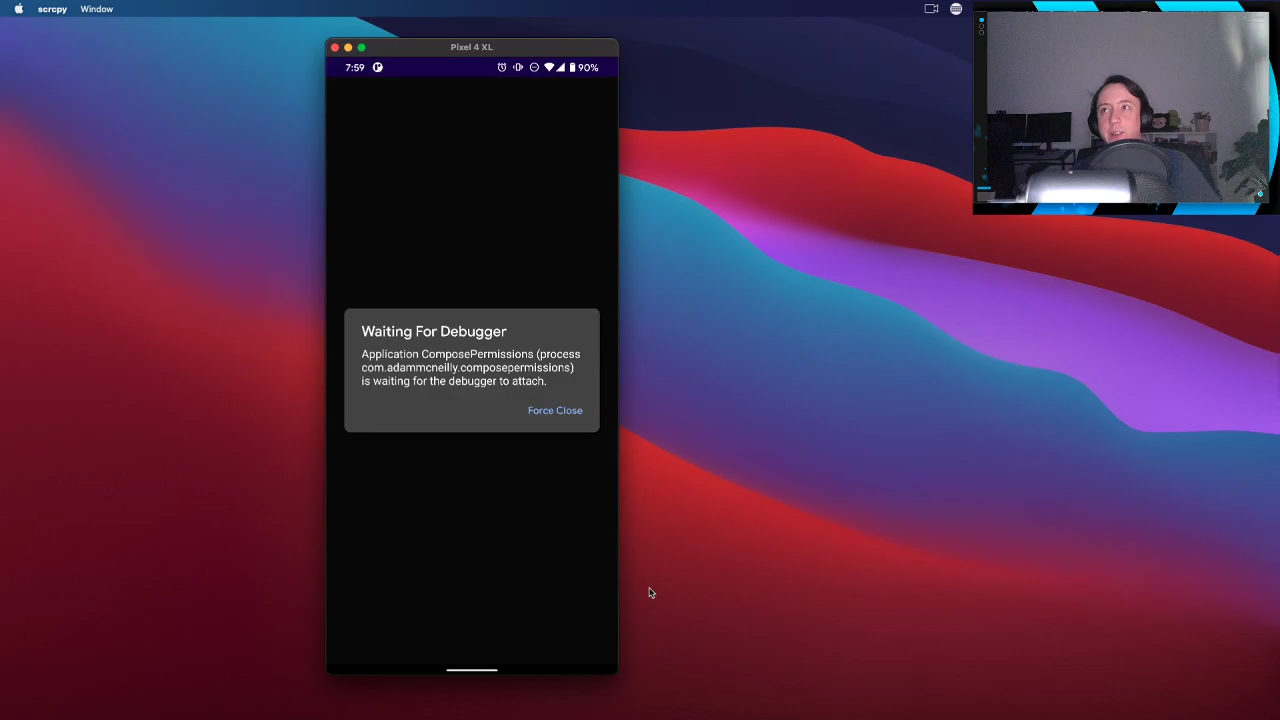 scrcpy Window
Pixel 4 XL
7:59 90%
Waiting For Debugger
Application ComposePermissions (process
com.adammcneilly.composepermissions)
is waiting for the debugger to attach.
Force Close